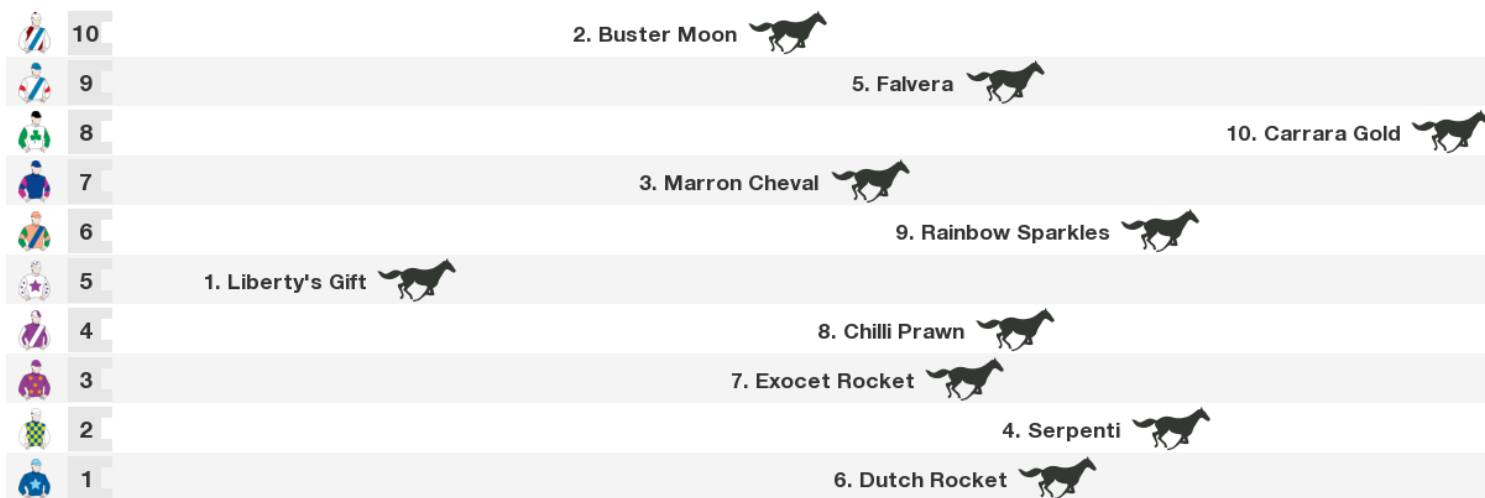 10 2. Buster Moon
9 5. Falvera
8 10. Carrara Gold
7 3. Marron Cheval
6 9. Rainbow Sparkles
5 1. Liberty's Gift
4 8. Chilli Prawn
3 7. Exocet Rocket
2 4. Serpenti
1 6. Dutch Rocket